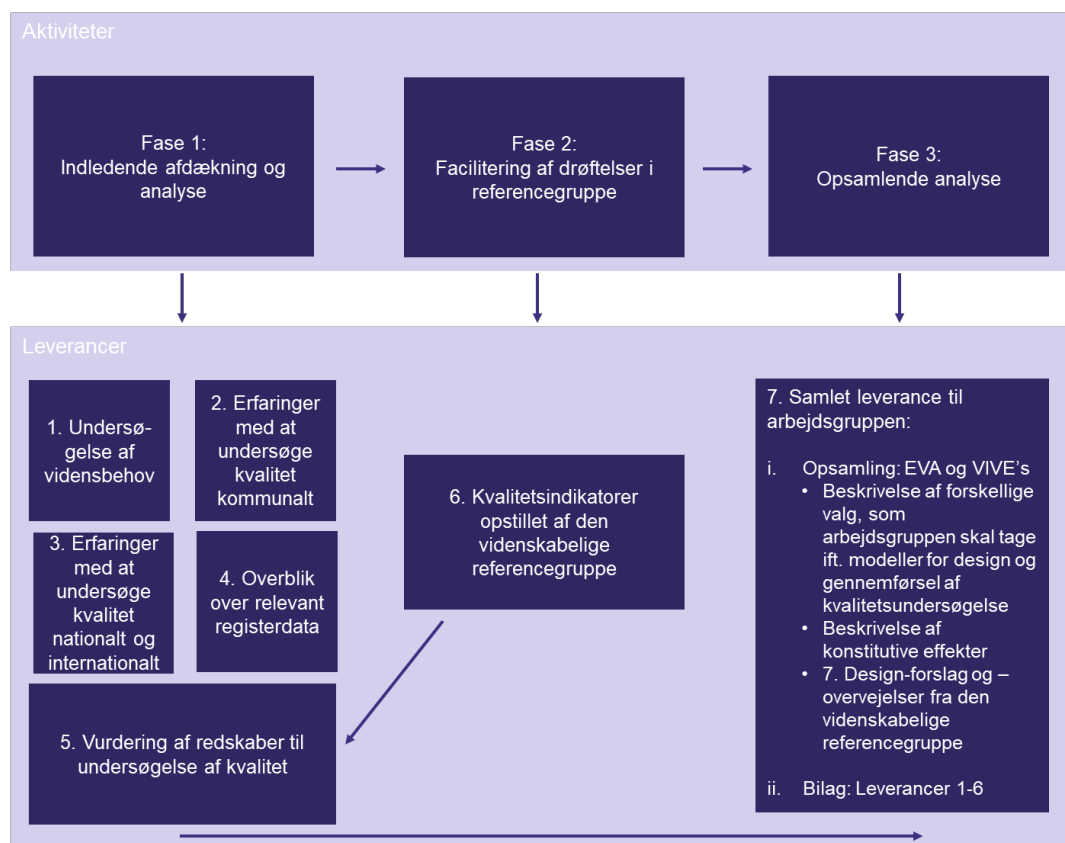 Aktiviteter
Fase 1:
Indledende afdækning og
analyse
Fase 2:
Facilitering af drøftelser i
referencegruppe
Fase 3:
Opsamlende analyse
Leverancer
1. Undersø-
gelse af
vidensbehov
2. Erfaringer
med at
undersøge
kvalitet
kommunalt
3. Erfaringer
med at
undersøge
kvalitet
nationalt og
internationalt
4. Overblik
over relevant
registerdata
5. Vurdering af redskaber til
undersøgelse af kvalitet
6. Kvalitetsindikatorer
opstillet af den
videnskabelige
referencegruppe
7. Samlet leverance til
arbejdsgruppen:
i. Opsamling: EVA og VIVE's
• Beskrivelse af forskellige
valg, som
arbejdsgruppen skal tage
ift. modeller for design og
gennemførsel af
kvalitetsundersøgelse
• Beskrivelse af
konstitutive effekter
• 7. Design-forslag og –
overvejelser fra den
videnskabelige
referencegruppe
ii. Bilag: Leverancer 1-6